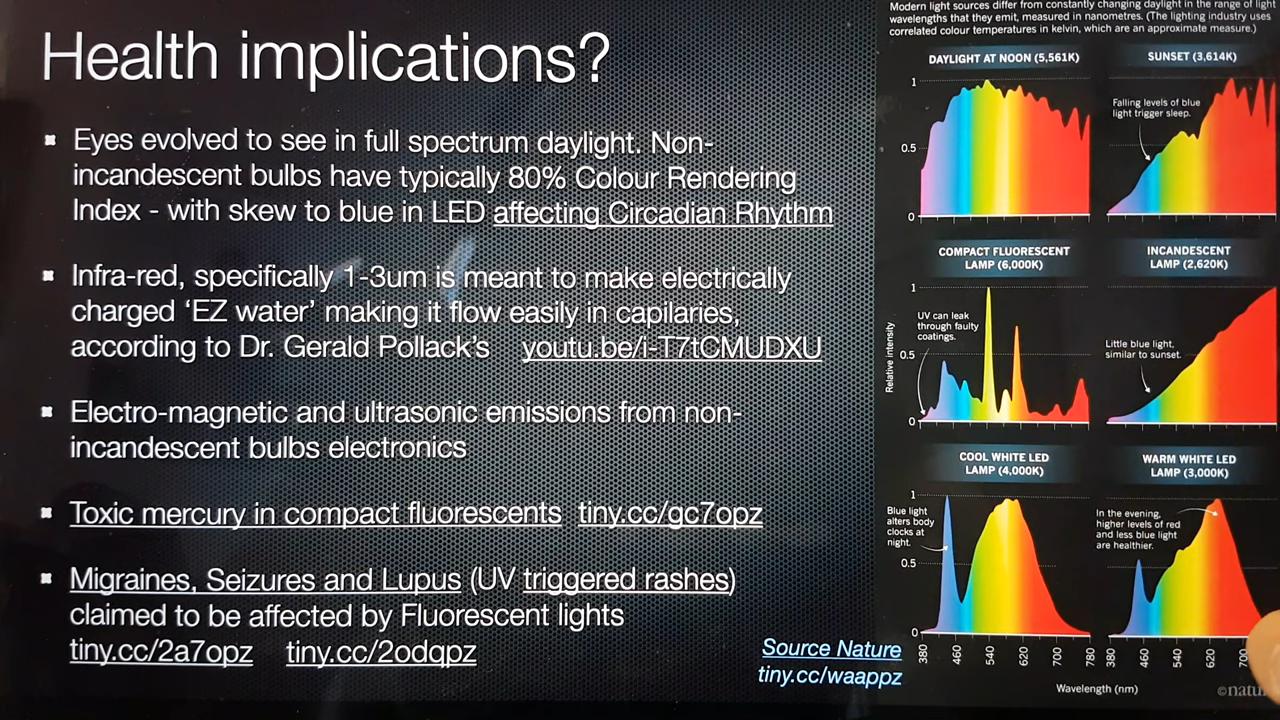 Health implications?
Eyes evolved to see in full spectrum daylight. Non-
incandescent bulbs have typically 80% Colour Rendering
Index - with skew to blue in LED affecting Circadian Rhythm
Infra-red, specifically 1-3um is meant to make electrically
charged ‘EZ water’ making it flow easily in capilaries,
according to Dr. Gerald Pollack’s youtu.be/i-T7tCMUDXU
Electro-magnetic and ultrasonic emissions from non-
incandescent bulbs electronics
Toxic mercury in compact fluorescents tiny.cc/gc7opz
Migraines, Seizures and Lupus (UV triggered rashes)
claimed to be affected by Fluorescent lights
tiny.cc/2a7opz tiny.cc/2odqpz
Source Nature
tiny.cc/waappz
Modern light sources differ from constantly changing daylight in the range of light
wavelengths that they emit, measured in nanometres. (The lighting industry uses
correlated colour temperatures in kelvin, which are an approximate measure.)
DAYLIGHT AT NOON (5,561K)
1
0.5
0
SUNSET (3,614K)
Falling levels of blue
light trigger sleep.
COMPACT FLUORESCENT
LAMP (6,000K)
Relative intensity
1
0.5
0
UV can leak
through faulty
coatings.
INCANDESCENT
LAMP (2,620K)
Little blue light,
similar to sunset.
COOL WHITE LED
LAMP (4,000K)
1
0.5
0
Blue light
alters body
clocks at
night.
WARM WHITE LED
LAMP (3,000K)
In the evening,
higher levels of red
and less blue light
are healthier.
380 460 540 620 700 780 380 460 540 620 700
Wavelength (nm)